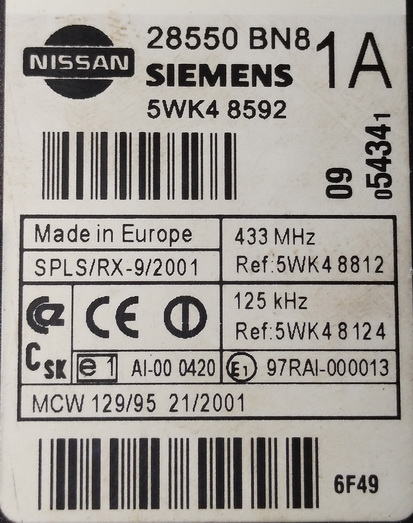 NISSAN
28550 BN8 1A
SIEMENS
5WK4 8592
09
054341
Made in Europe
433 MHz
SPLS/RX-9/2001
Ref:5WK4 8812
125 kHz
CE
Ref:5WK4 8124
CSK
e1 AI-00 0420
E1 97RAI-000013
MCW 129/95 21/2001
6F49